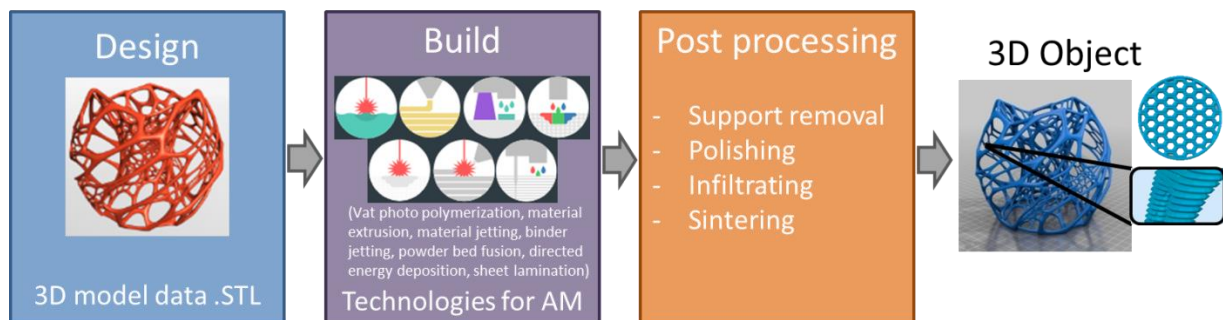 Design
3D model data .STL
Build
(Vat photo polymerization, material
extrusion, material jetting, binder
jetting, powder bed fusion, directed
energy deposition, sheet lamination)
Technologies for AM
Post processing
- Support removal
- Polishing
- Infiltrating
- Sintering
3D Object